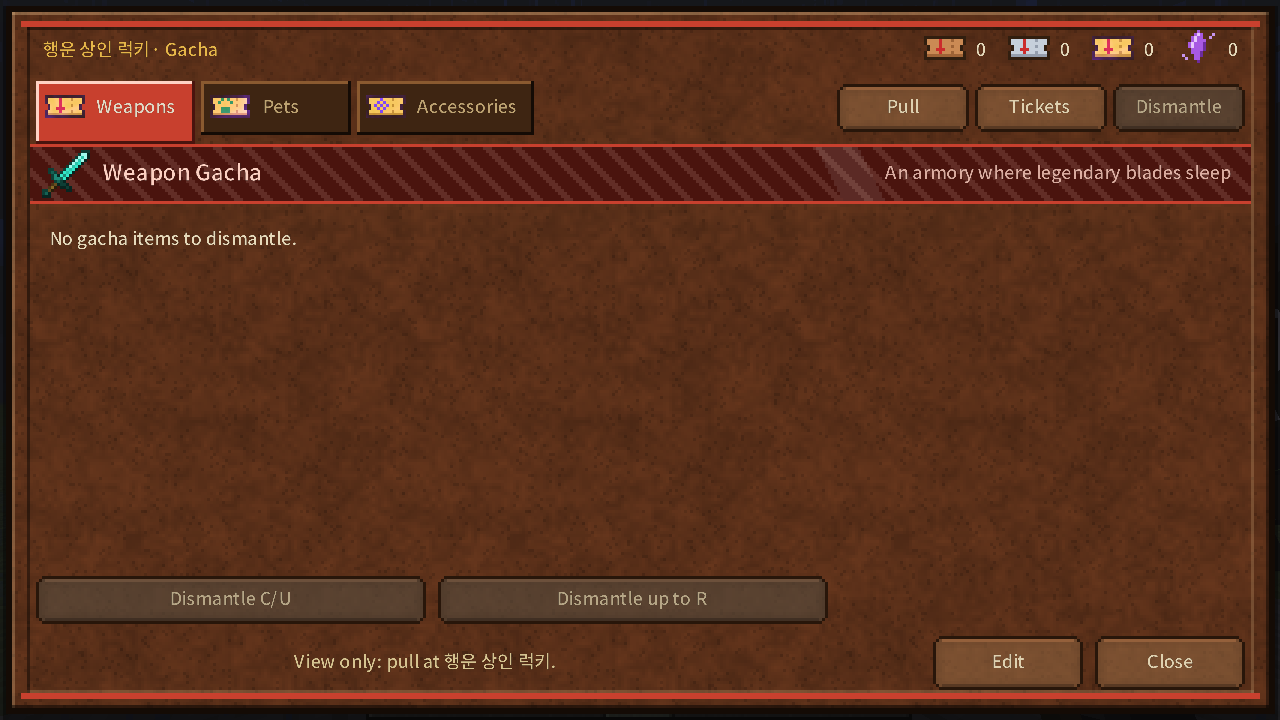 행운 상인 럭키 · Gacha
0 0 0 0
Weapons Pets Accessories Pull Tickets Dismantle
Weapon Gacha An armory where legendary blades sleep
No gacha items to dismantle.
Dismantle C/U Dismantle up to R
View only: pull at 행운 상인 럭키. Edit Close